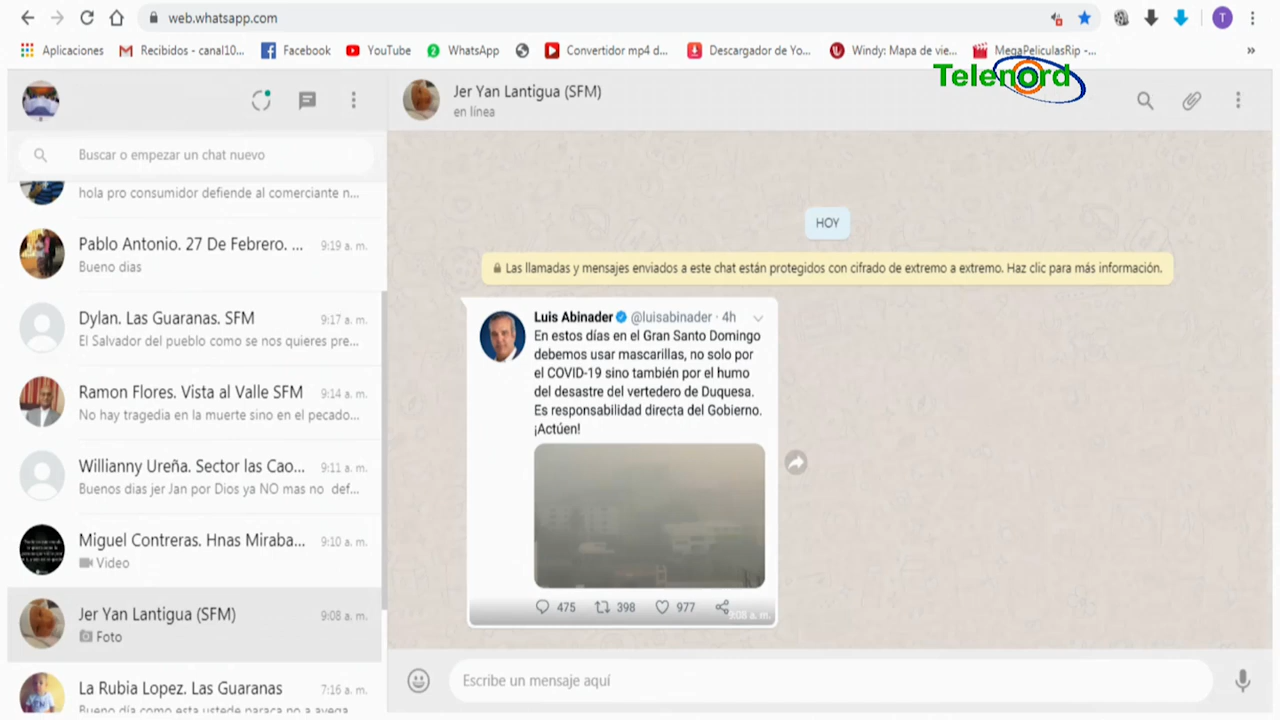 web.whatsapp.com
T
Aplicaciones
Recibidos - canal10...
Facebook
YouTube
WhatsApp
Convertidor mp4 d...
Descargador de Yo...
Windy: Mapa de vie...
MegaPeliculasRip -...
»
Telenord
Jer Yan Lantigua (SFM)
en línea
Buscar o empezar un chat nuevo
hola pro consumidor defiende al comerciante n...
Pablo Antonio. 27 De Febrero. ...
9:19 a. m.
Bueno dias
Dylan. Las Guaranas. SFM
9:17 a. m.
El Salvador del pueblo como se nos quieres pre...
Ramon Flores. Vista al Valle SFM
9:14 a. m.
No hay tragedia en la muerte sino en el pecado...
Willianny Ureña. Sector las Cao...
9:11 a. m.
Buenos dias jer Jan por Dios ya NO mas no def...
Miguel Contreras. Hnas Miraba...
9:10 a. m.
Video
Jer Yan Lantigua (SFM)
9:08 a. m.
Foto
La Rubia Lopez. Las Guaranas
7:16 a. m.
Bueno día como esta ustede paraca no a avega
HOY
Las llamadas y mensajes enviados a este chat están protegidos con cifrado de extremo a extremo. Haz clic para más información.
Luis Abinader @luisabinader · 4h
En estos días en el Gran Santo Domingo
debemos usar mascarillas, no solo por
el COVID-19 sino también por el humo
del desastre del vertedero de Duquesa.
Es responsabilidad directa del Gobierno.
¡Actúen!
475
398
977
9:08 a. m.
Escribe un mensaje aquí